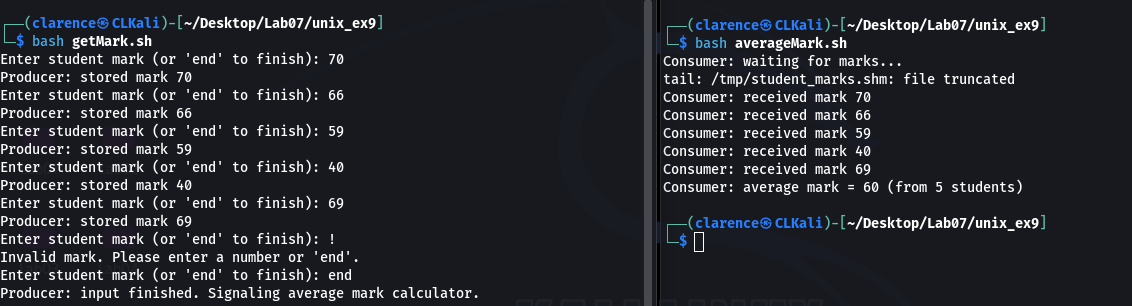 ┌──(clarence㉿CLKali)-[~/Desktop/Lab07/unix_ex9]
└─$ bash getMark.sh
Enter student mark (or 'end' to finish): 70
Producer: stored mark 70
Enter student mark (or 'end' to finish): 66
Producer: stored mark 66
Enter student mark (or 'end' to finish): 59
Producer: stored mark 59
Enter student mark (or 'end' to finish): 40
Producer: stored mark 40
Enter student mark (or 'end' to finish): 69
Producer: stored mark 69
Enter student mark (or 'end' to finish): !
Invalid mark. Please enter a number or 'end'.
Enter student mark (or 'end' to finish): end
Producer: input finished. Signaling average mark calculator.
┌──(clarence㉿CLKali)-[~/Desktop/Lab07/unix_ex9]
└─$ bash averageMark.sh
Consumer: waiting for marks...
tail: /tmp/student_marks.shm: file truncated
Consumer: received mark 70
Consumer: received mark 66
Consumer: received mark 59
Consumer: received mark 40
Consumer: received mark 69
Consumer: average mark = 60 (from 5 students)
┌──(clarence㉿CLKali)-[~/Desktop/Lab07/unix_ex9]
└─$